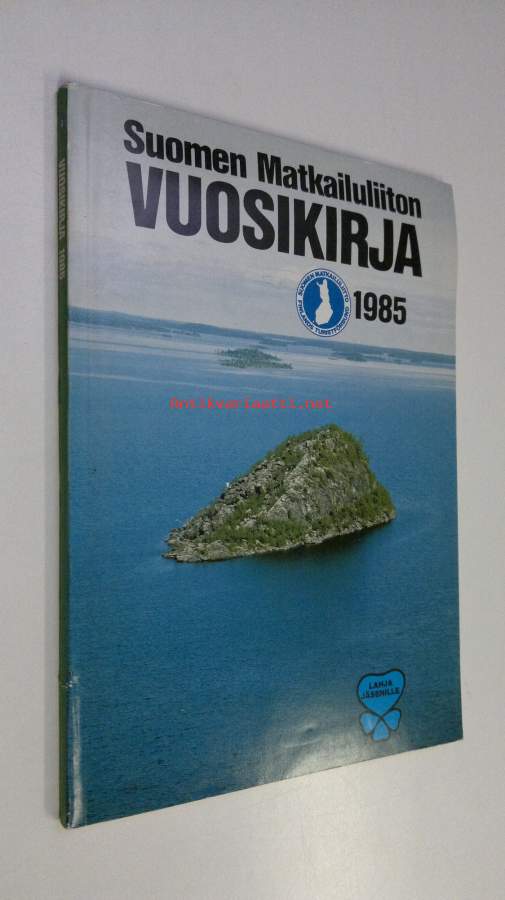 Suomen Matkailuliiton
VUOSIKIRJA
SUOMEN MATKAILULIITTO
FINLANDS TURISTFÖRBUND
1985
VUOSIKIRJA 1985
Antikvariaatti.net
LAHJA
JÄSENILLE